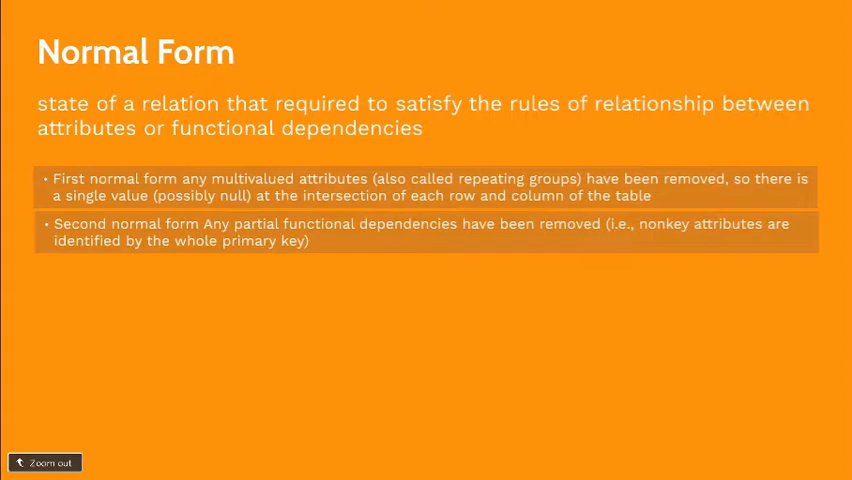 Normal Form
state of a relation that required to satisfy the rules of relationship between
attributes or functional dependencies
• First normal form any multivalued attributes (also called repeating groups) have been removed, so there is
a single value (possibly null) at the intersection of each row and column of the table
• Second normal form Any partial functional dependencies have been removed (i.e., nonkey attributes are
identified by the whole primary key)
Zoom out